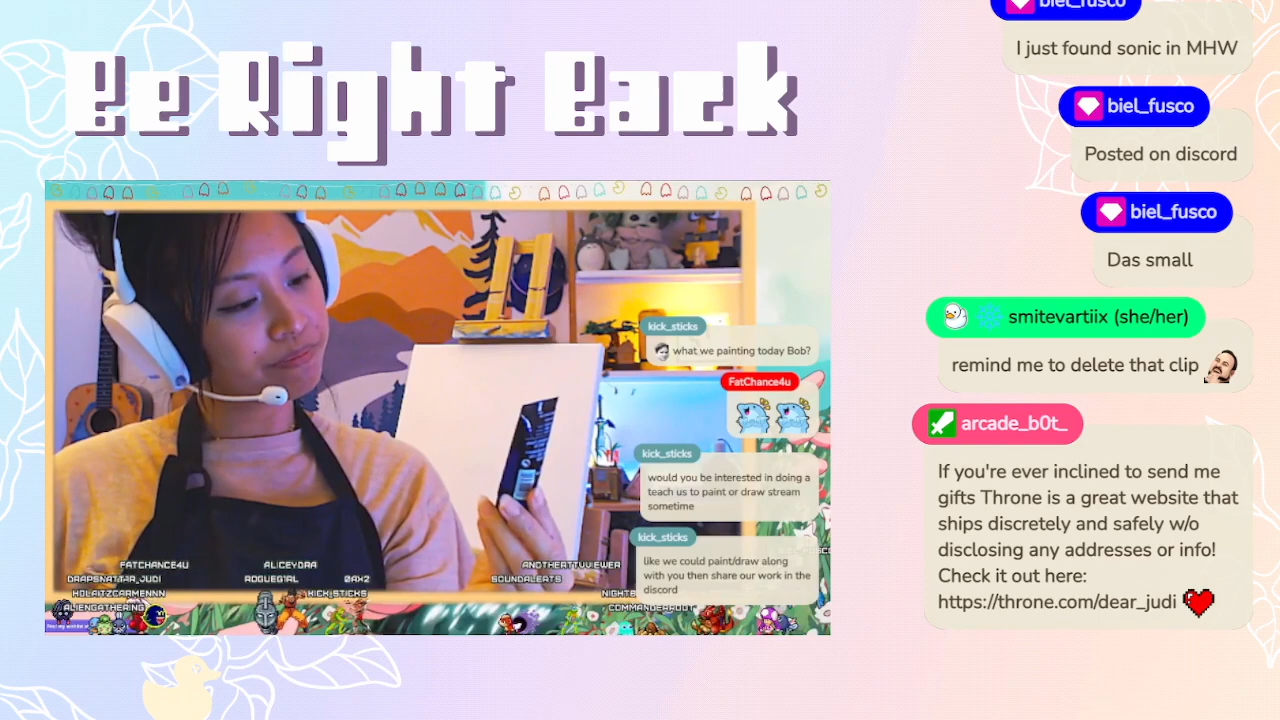 Be Right Back
biel_fusco
I just found sonic in MHW
biel_fusco
Posted on discord
biel_fusco
Das small
smitevartiix (she/her)
remind me to delete that clip
arcade_b0t_
If you're ever inclined to send me
gifts Throne is a great website that
ships discretely and safely w/o
disclosing any addresses or info!
Check it out here:
https://throne.com/dear_judi
kick_sticks
what we painting today Bob?
FatChance4u
kick_sticks
would you be interested in doing a
teach us to paint or draw stream
sometime
kick_sticks
like we could paint/draw along
with you then share our work in the
discord
FATCHANCE4U
ALICEYDRA
ANOTHERTTVVIEWER
DRAPSNATT3R_JUDI
ROGUEG1RL
0AX2
SOUNDALERTS
HOLAITZCARMENNN
KICK_STICKS
ALIENGATHERING